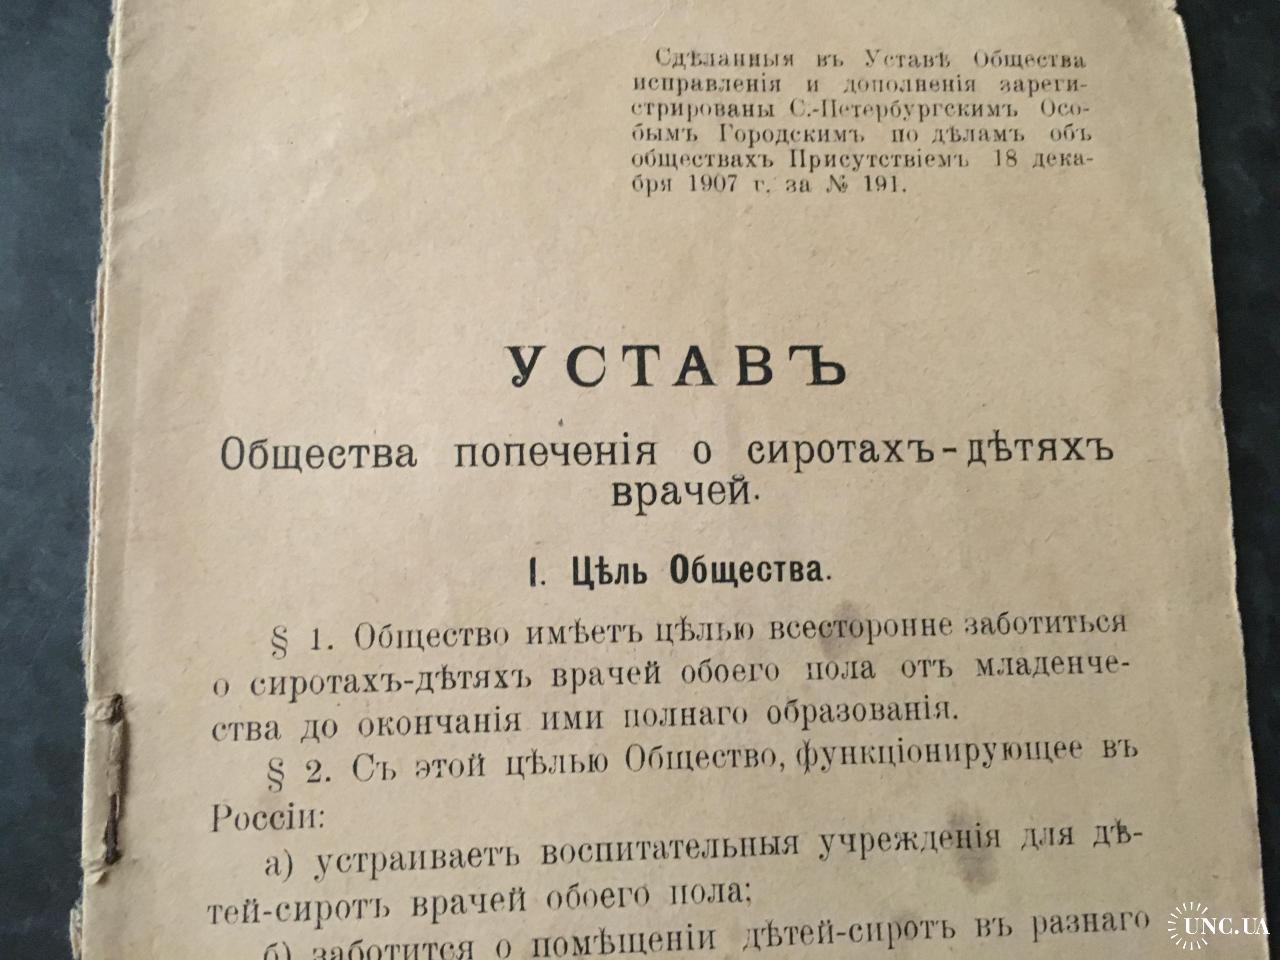 Сдѣланныя въ Уставѣ Общества
исправленія и дополненія зареги-
стрированы С.-Петербургскимъ Осо-
бымъ Городскимъ по дѣламъ объ
обществахъ Присутствіемъ 18 дека-
бря 1907 г. за № 191.
УСТАВЪ
Общества попеченія о сиротахъ-дѣтяхъ
врачей.
I. Цѣль Общества.
§ 1. Общество имѣетъ цѣлью всесторонне заботиться
о сиротахъ-дѣтяхъ врачей обоего пола отъ младенче-
ства до окончанія ими полнаго образованія.
§ 2. Съ этой цѣлью Общество, функціонирующее въ
Россіи:
а) устраиваетъ воспитательныя учрежденія для дѣ-
тей-сиротъ врачей обоего пола;
б) заботится о помѣщеніи дѣтей-сиротъ въ разнаго
UNC.UA